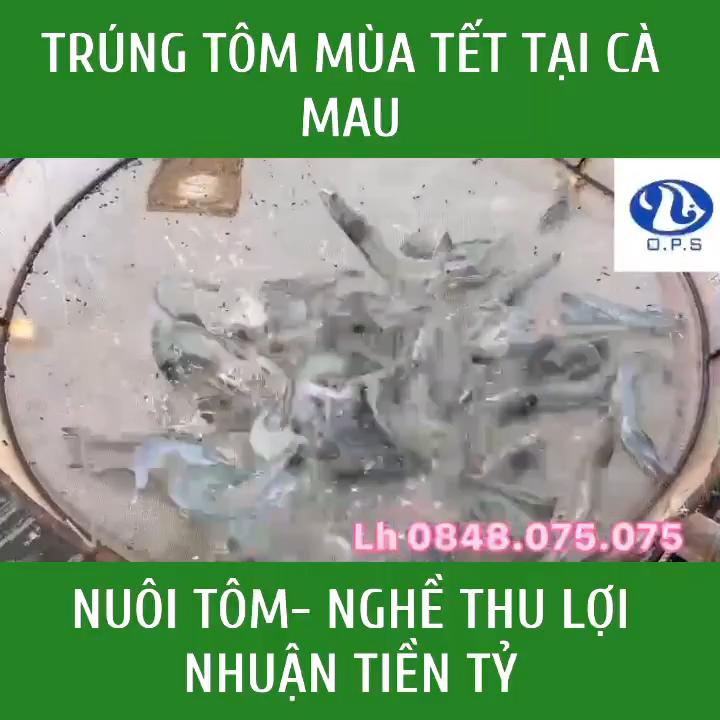 TRÚNG TÔM MÙA TẾT TẠI CÀ
MAU
O.P.S
Lh 0848.075.075
NUÔI TÔM- NGHỀ THU LỢI
NHUẬN TIỀN TỶ